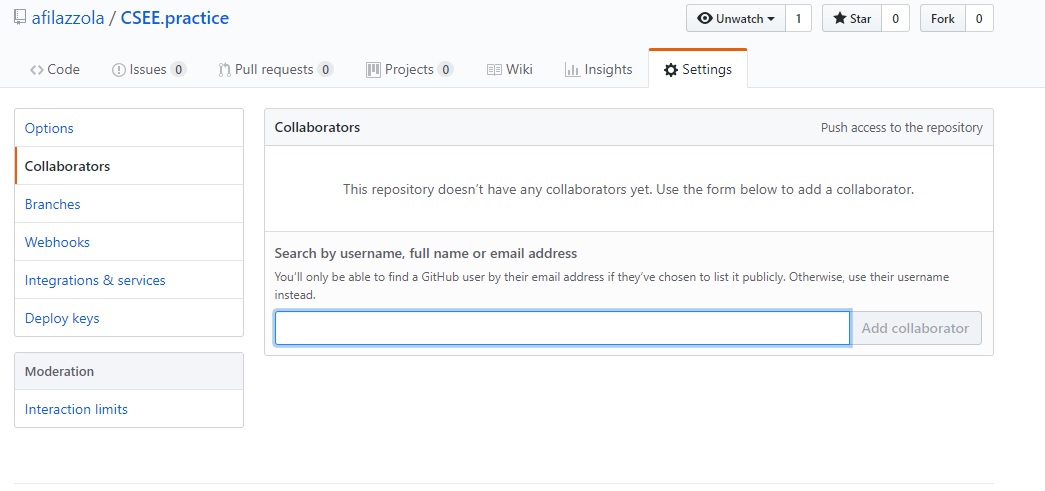 afilazzola / CSEE.practice
Unwatch 1 Star 0 Fork 0
Code Issues 0 Pull requests 0 Projects 0 Wiki Insights Settings
Options
Collaborators
Branches
Webhooks
Integrations & services
Deploy keys
Moderation
Interaction limits
Collaborators Push access to the repository
This repository doesn't have any collaborators yet. Use the form below to add a collaborator.
Search by username, full name or email address
You'll only be able to find a GitHub user by their email address if they've chosen to list it publicly. Otherwise, use their username
instead.
Add collaborator